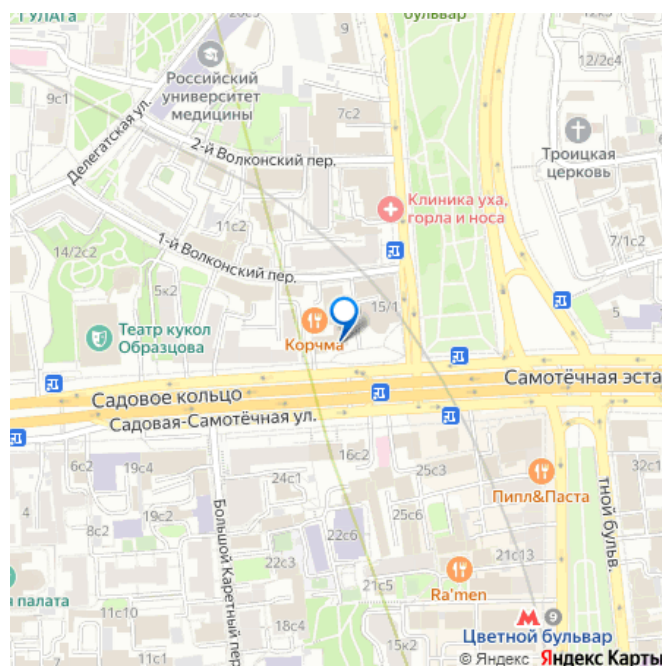 ГУЛАГа
20с3
бульвар
9
12/2с4
Российский
университет
медицины
9с1
7с2
Делегатская ул.
2-й Волконский пер.
Троицкая
церковь
Клиника уха,
горла и носа
11с2
7/1с2
1-й Волконский пер.
14/2с2
5к2
15/1
Театр кукол
Образцова
Корчма
Самотёчная эста
Садовое кольцо
Садовая-Самотёчная ул.
6с2
19с4
16с2
24с1
25с3
32с1
Пипл&Паста
тной бульв.
19с2
8с2
22с6
25с6
Большой Каретный пер.
21с13
22с3
21с5
Ra'men
я палата
11с10
18с4
9
Цветной бульвар
15к2
© Яндекс Яндекс Карты